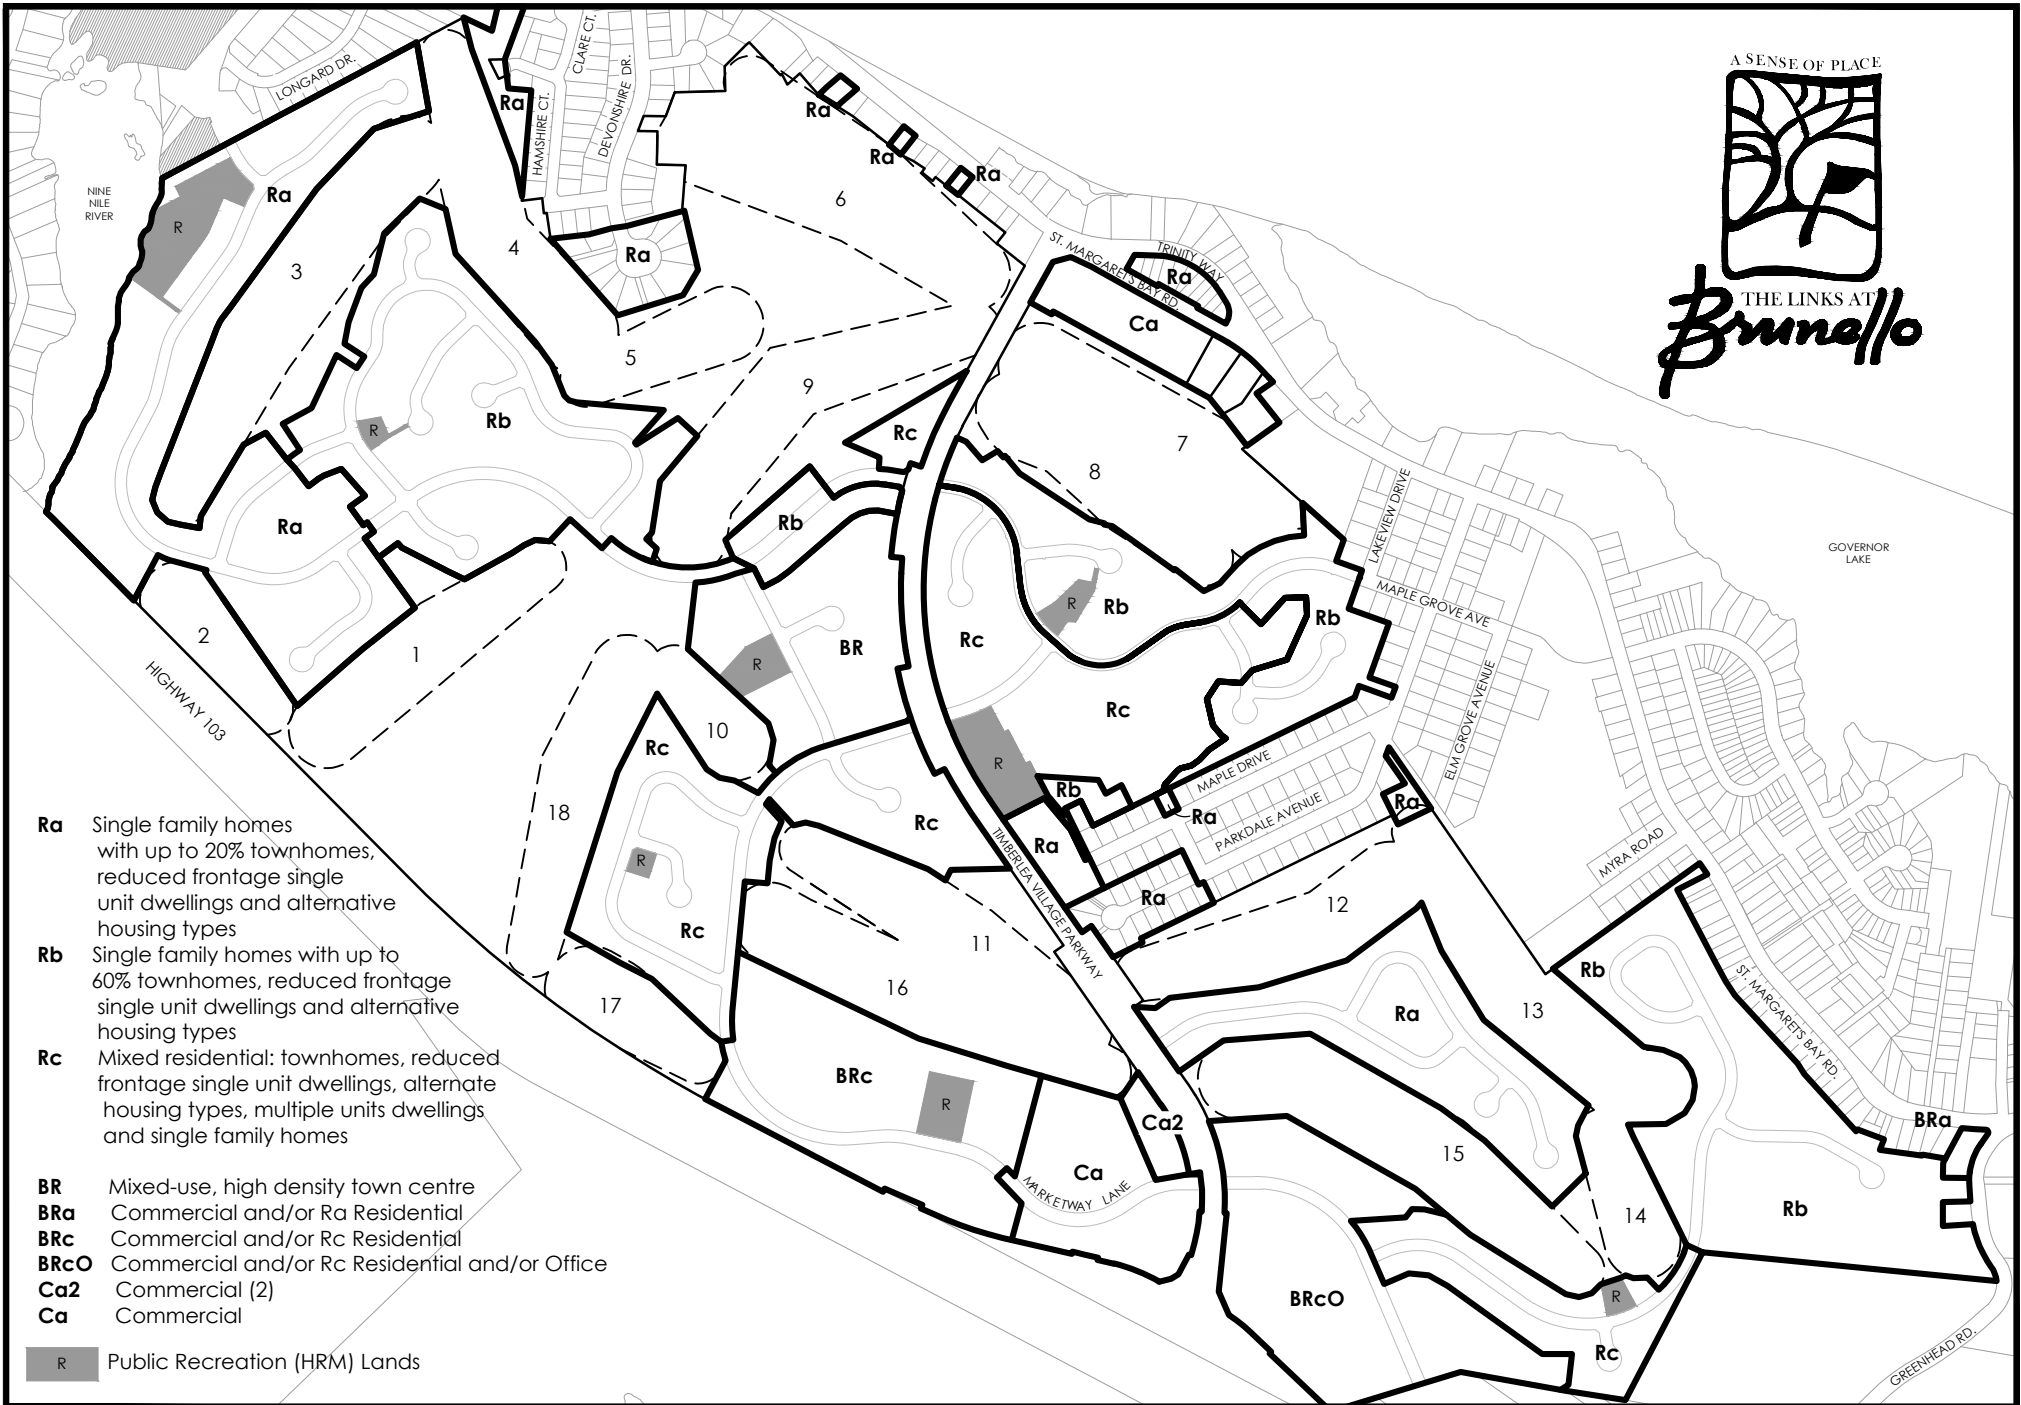 A SENSE OF PLACE
THE LINKS AT
Brunello
LONGARD DR.
CLARE CT.
DEVONSHIRE DR.
HAMSHIRE CT.
Ra
Ra
Ra
Ra
NINE
NILE
RIVER
Ra
R
6
3
4
Ra
ST. MARGARETS BAY RD.
TRINITY WAY
Ra
Ca
5
9
Rb
R
Rc
7
8
Ra
Rb
LAKEVIEW DRIVE
GOVERNOR
LAKE
MAPLE GROVE AVE
R
Rb
Rb
2
1
BR
Rc
R
HIGHWAY 103
10
Rc
Rc
ELM GROVE AVENUE
R
MAPLE DRIVE
Rb
Ra
Ra
PARKDALE AVENUE
18
Rc
TIMBERLEA VILLAGE PARKWAY
Ra
MYRA ROAD
R
Ra
12
Rc
11
16
17
Rb
13
Ra
ST. MARGARETS BAY RD.
BRc
R
Ca2
BRa
15
Ca
MARKETWAY LANE
14
Rb
BRcO
R
Rc
GREENHEAD RD.
Ra Single family homes
with up to 20% townhomes,
reduced frontage single
unit dwellings and alternative
housing types
Rb Single family homes with up to
60% townhomes, reduced frontage
single unit dwellings and alternative
housing types
Rc Mixed residential: townhomes, reduced
frontage single unit dwellings, alternate
housing types, multiple units dwellings
and single family homes
BR Mixed-use, high density town centre
BRa Commercial and/or Ra Residential
BRc Commercial and/or Rc Residential
BRcO Commercial and/or Rc Residential and/or Office
Ca2 Commercial (2)
Ca Commercial
R Public Recreation (HRM) Lands